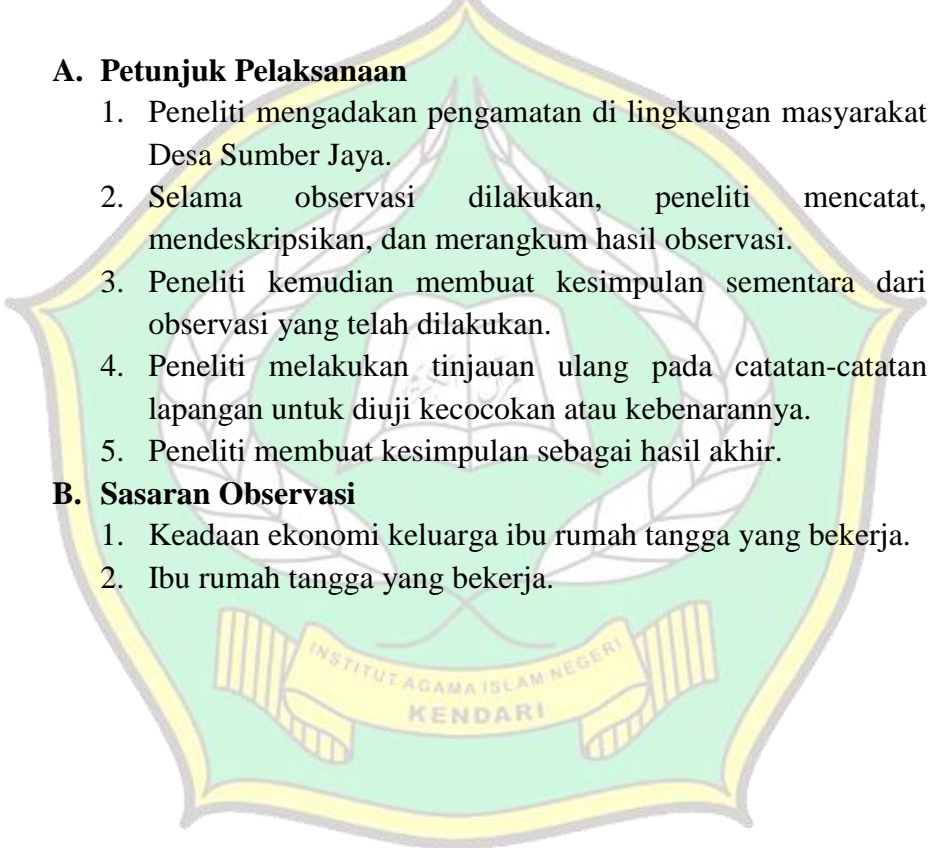 A. Petunjuk Pelaksanaan
1. Peneliti mengadakan pengamatan di lingkungan masyarakat
Desa Sumber Jaya.
2. Selama observasi dilakukan, peneliti mencatat,
mendeskripsikan, dan merangkum hasil observasi.
3. Peneliti kemudian membuat kesimpulan sementara dari
observasi yang telah dilakukan.
4. Peneliti melakukan tinjauan ulang pada catatan-catatan
lapangan untuk diuji kecocokan atau kebenarannya.
5. Peneliti membuat kesimpulan sebagai hasil akhir.
B. Sasaran Observasi
1. Keadaan ekonomi keluarga ibu rumah tangga yang bekerja.
2. Ibu rumah tangga yang bekerja.
INSTITUT AGAMA ISLAM NEGERI
KENDARI